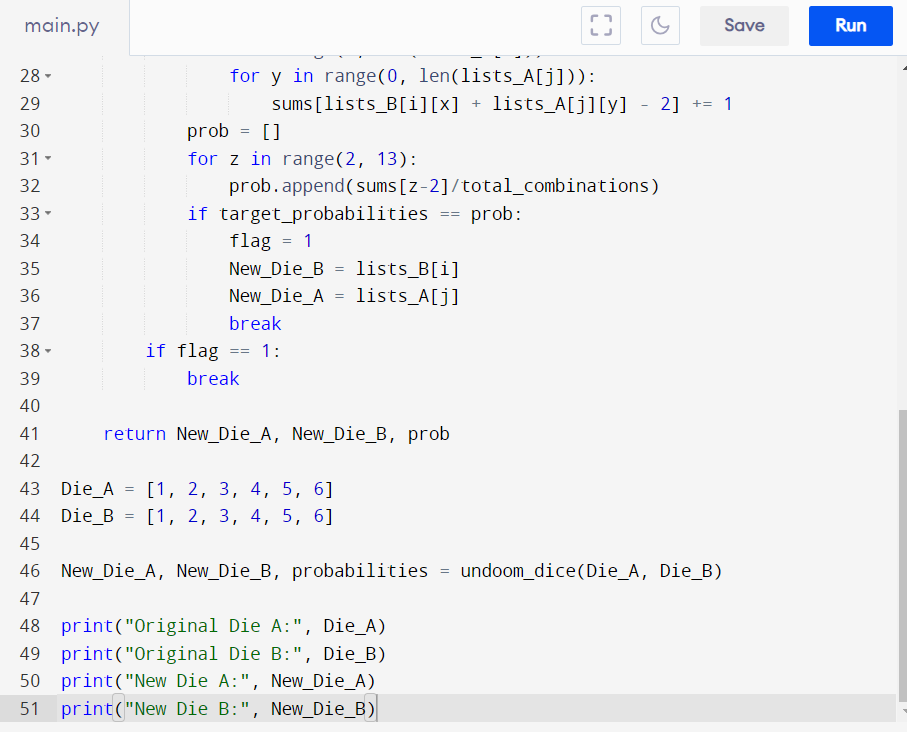 main.py
Save
Run
28 for y in range(0, len(lists_A[j])):
29 sums[lists_B[i][x] + lists_A[j][y] - 2] += 1
30 prob = []
31 for z in range(2, 13):
32 prob.append(sums[z-2]/total_combinations)
33 if target_probabilities == prob:
34 flag = 1
35 New_Die_B = lists_B[i]
36 New_Die_A = lists_A[j]
37 break
38 if flag == 1:
39 break
40
41 return New_Die_A, New_Die_B, prob
42
43 Die_A = [1, 2, 3, 4, 5, 6]
44 Die_B = [1, 2, 3, 4, 5, 6]
45
46 New_Die_A, New_Die_B, probabilities = undoom_dice(Die_A, Die_B)
47
48 print("Original Die A:", Die_A)
49 print("Original Die B:", Die_B)
50 print("New Die A:", New_Die_A)
51 print("New Die B:", New_Die_B)